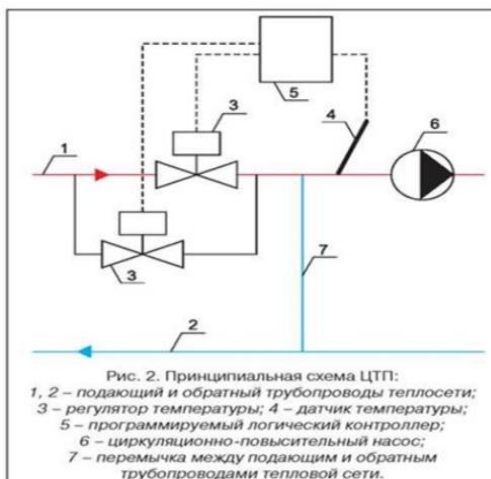 5
3
4
6
1
3
7
2
Рис. 2. Принципиальная схема ЦТП:
1, 2 – подающий и обратный трубопроводы теплосети;
3 – регулятор температуры; 4 – датчик температуры;
5 – программируемый логический контроллер;
6 – циркуляционно-повысительный насос;
7 – перемычка между подающим и обратным
трубопроводами тепловой сети.